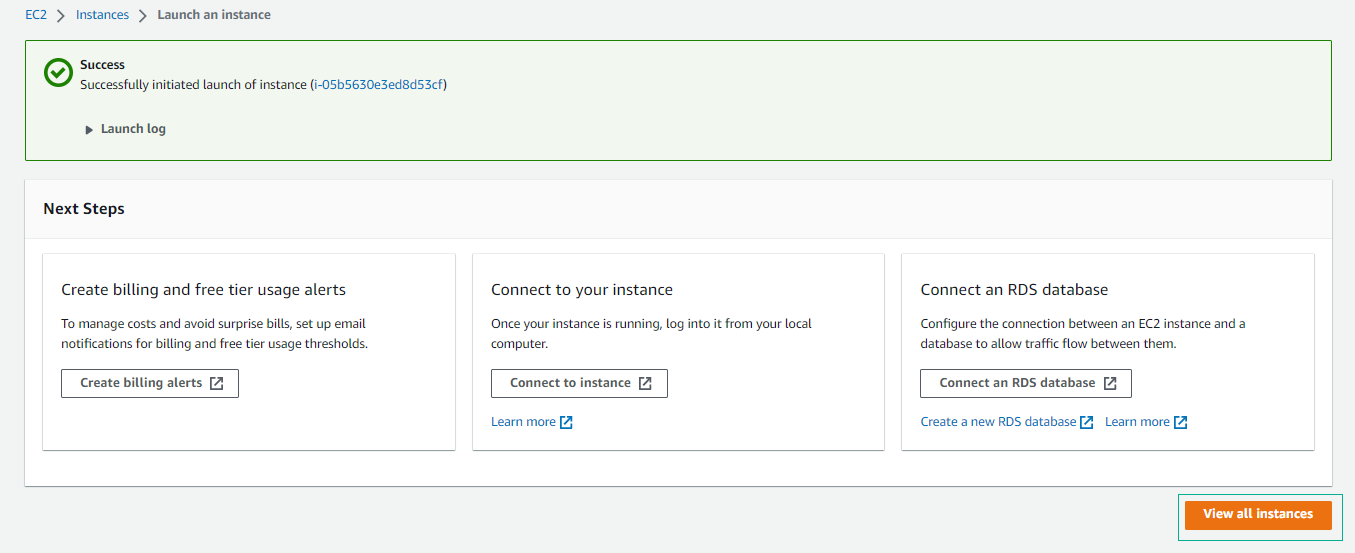 EC2 Instances Launch an instance
Success
Successfully initiated launch of instance (i-05b5630e3ed8d53cf)
Launch log
Next Steps
Create billing and free tier usage alerts
To manage costs and avoid surprise bills, set up email
notifications for billing and free tier usage thresholds.
Create billing alerts
Connect to your instance
Once your instance is running, log into it from your local
computer.
Connect to instance
Learn more
Connect an RDS database
Configure the connection between an EC2 instance and a
database to allow traffic flow between them.
Connect an RDS database
Create a new RDS database Learn more
View all instances